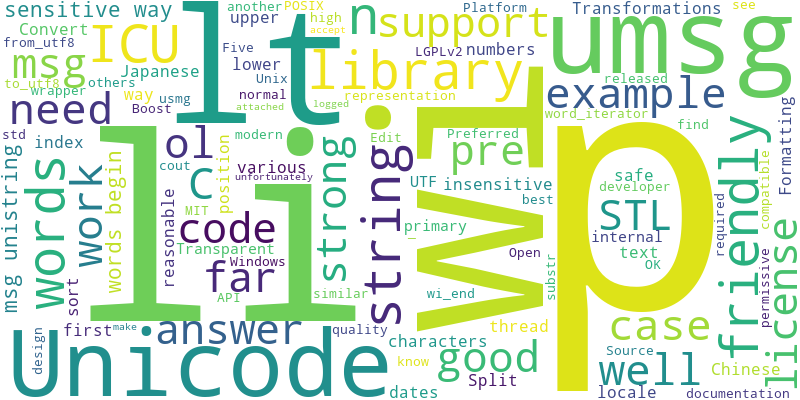 sensitive way
Convert
from_utf8
msg
to_utf8
wrapper
others
another
POSIX
Five
upper
high
accept
Platform
LGPLv2
numbers
Transformations
see
ICU
Japanese
lower
Unix
way
usmg
normal
Boost
attached
lt
n
support
library
representation
logged
umsg
released
example
word_iterator
find
Formatting
need
std
index
ol
cout
various
unfortunately
modern
Edit
Preferred
pre
UTF
insensitive
best
safe
developer
STL
internal
text
OK
friendly
compatible
required
permissive
license
msg unistring
words
work
words begin
sort
reasonable
C
MIT
code
Transparent
position
Windows
far
API
li
strong
similar
string
primary
i
wi_end
We
p
Open
substr
thread
first
design
make
answer
quality
characters
know
good
Split
dates
case
Source
well
Chinese
locale
documentation
Unicode